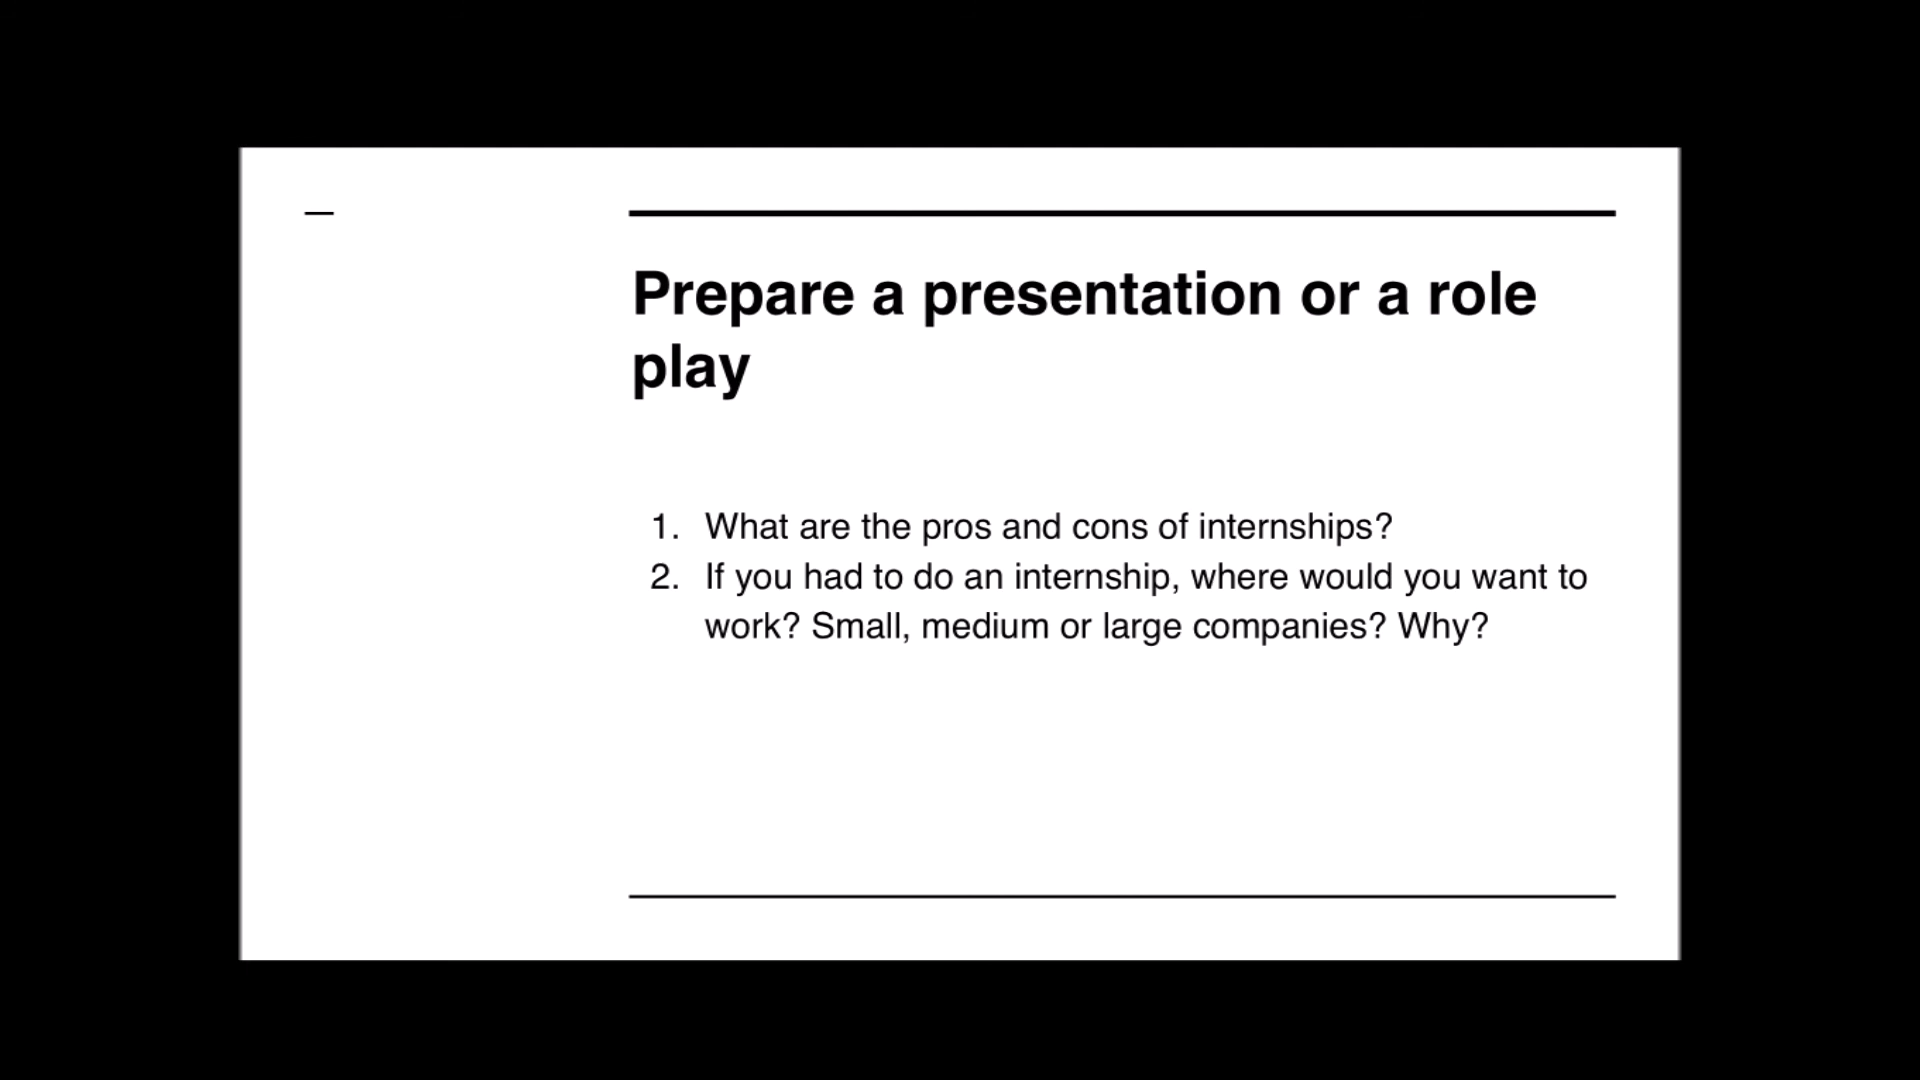 Prepare a presentation or a role
play
1. What are the pros and cons of internships?
2. If you had to do an internship, where would you want to
work? Small, medium or large companies? Why?